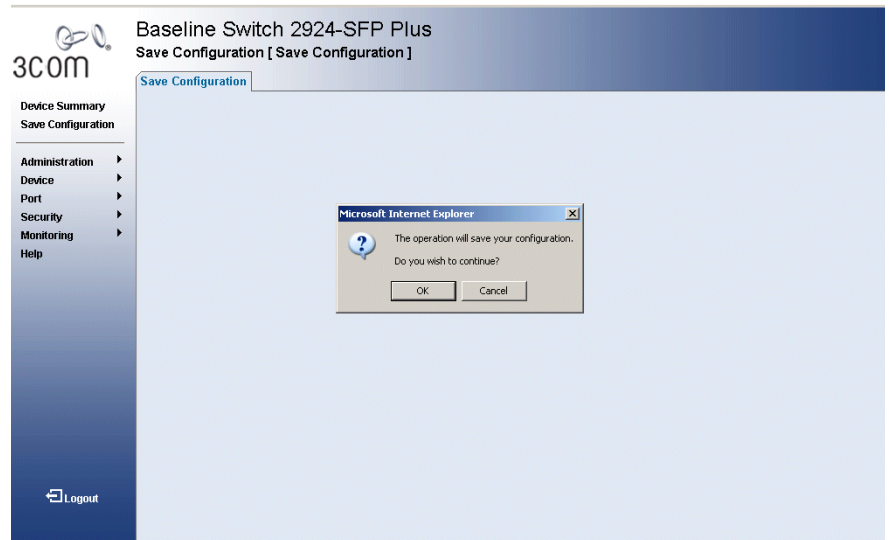 3COM
Baseline Switch 2924-SFP Plus
Save Configuration [ Save Configuration ]
Save Configuration
Device Summary
Save Configuration
Administration
Device
Port
Security
Monitoring
Help
Microsoft Internet Explorer
The operation will save your configuration.
Do you wish to continue?
OK
Cancel
Logout